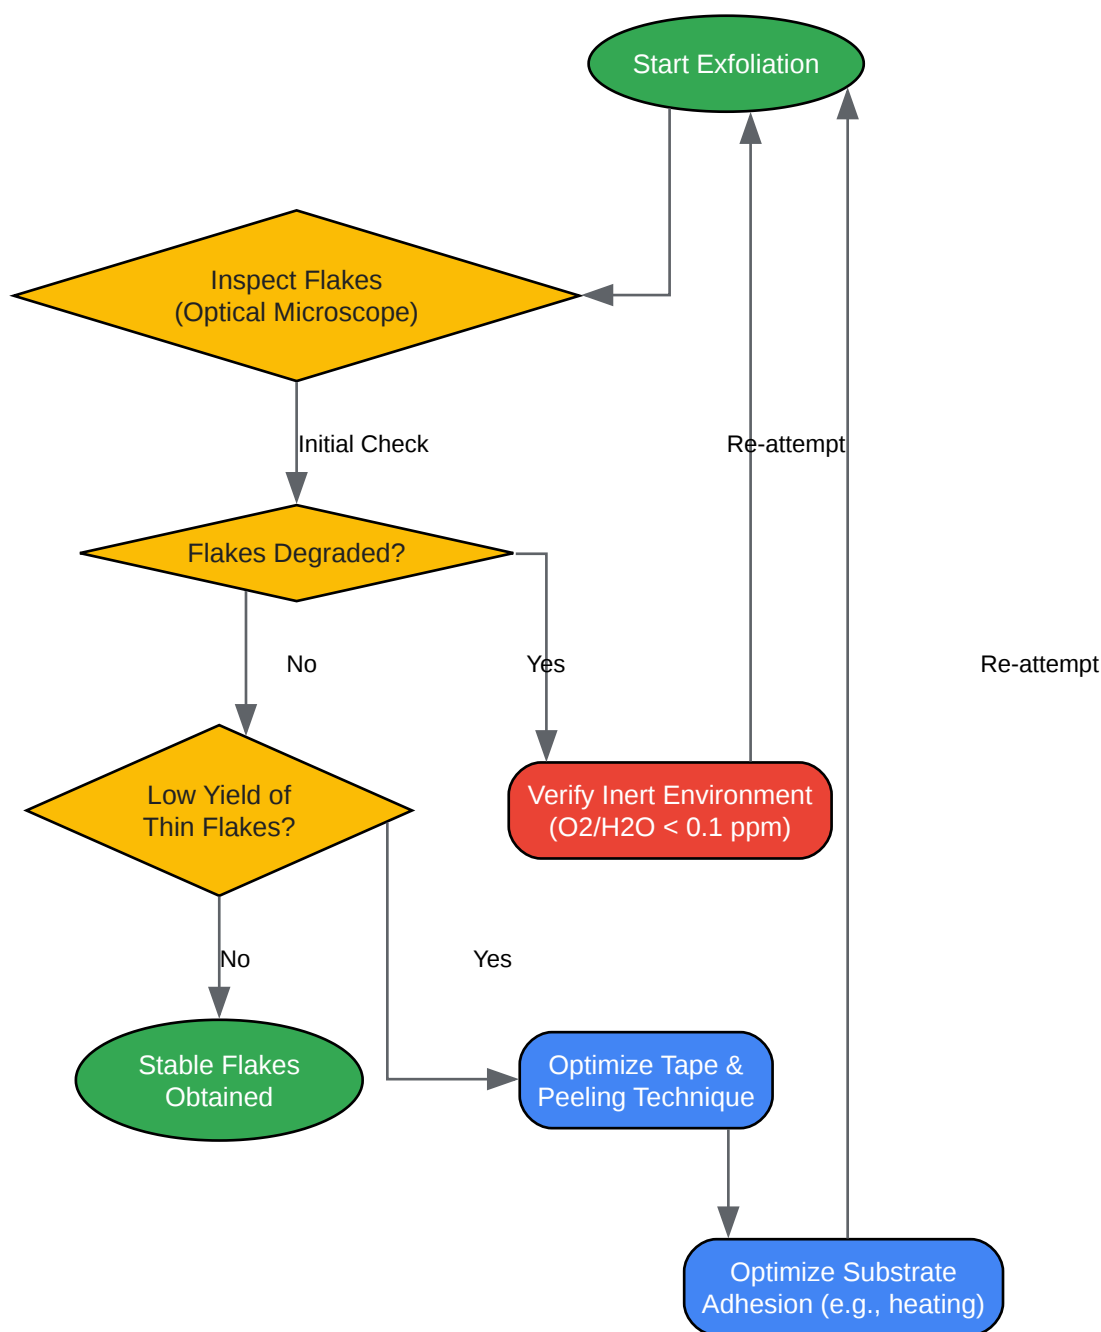 Start Exfoliation
Inspect Flakes
(Optical Microscope)
Initial Check
Re-attempt
Flakes Degraded?
No
Yes
Re-attempt
Low Yield of
Thin Flakes?
Verify Inert Environment
(O2/H2O < 0.1 ppm)
No
Yes
Stable Flakes
Obtained
Optimize Tape &
Peeling Technique
Optimize Substrate
Adhesion (e.g., heating)